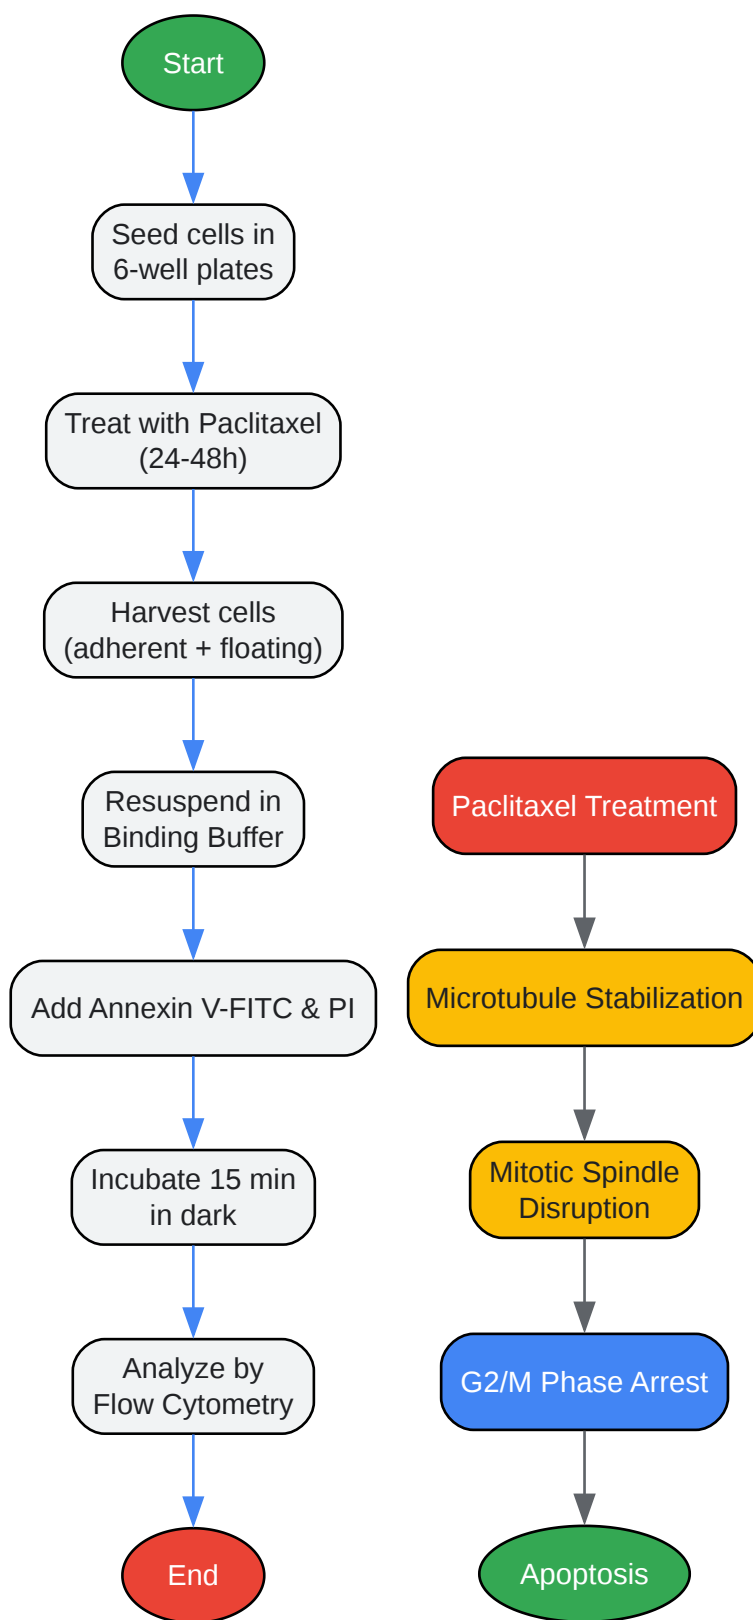 Start
Seed cells in
6-well plates
Treat with Paclitaxel
(24-48h)
Harvest cells
(adherent + floating)
Resuspend in
Binding Buffer
Add Annexin V-FITC & PI
Incubate 15 min
in dark
Analyze by
Flow Cytometry
End
Paclitaxel Treatment
Microtubule Stabilization
Mitotic Spindle
Disruption
G2/M Phase Arrest
Apoptosis